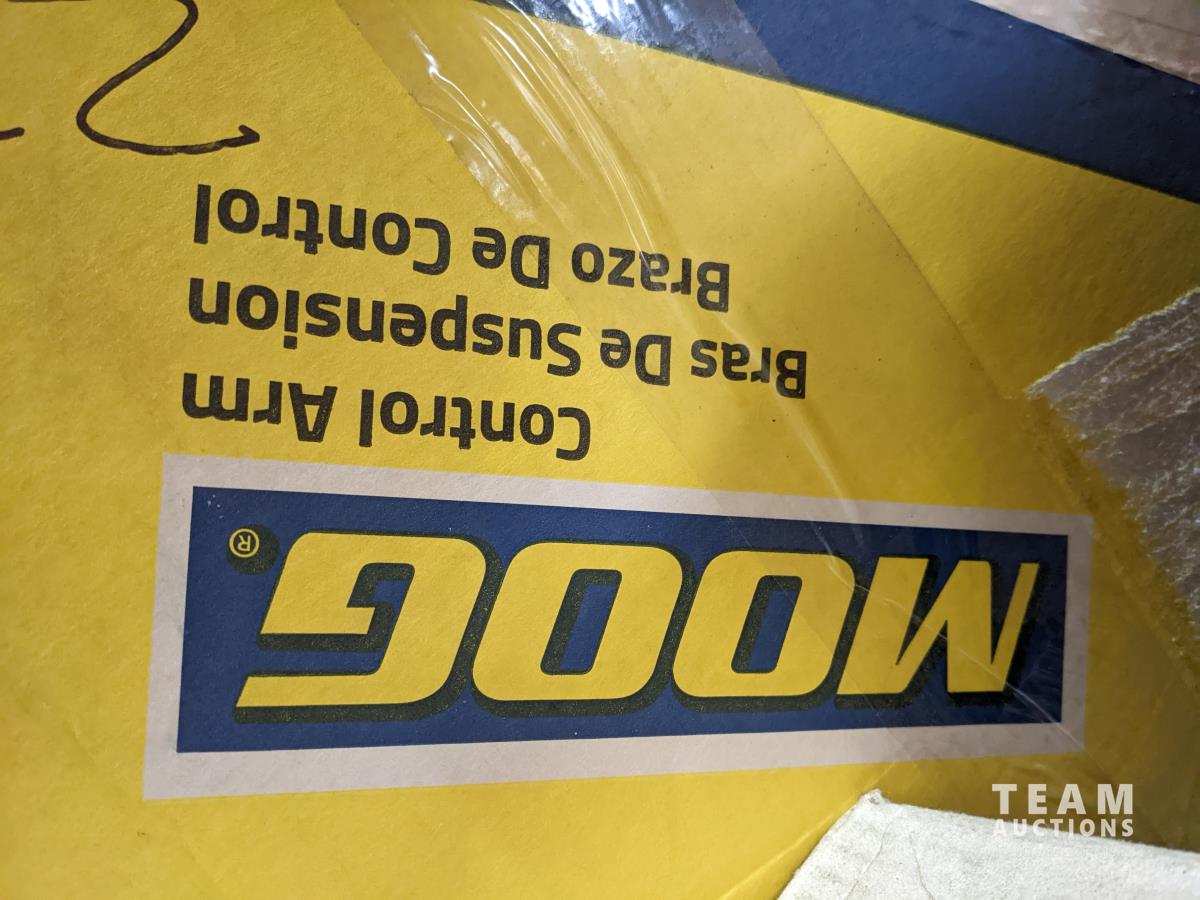 MOOG®
Control Arm
Bras De Suspension
Brazo De Control
TEAM
AUCTIONS